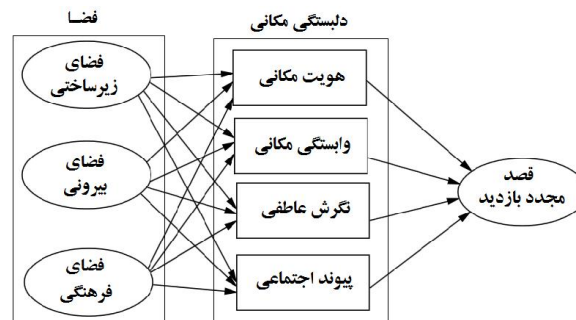 فضا
دلبستگی مکانی
فضای
زیرساختی
فضای
بیرونی
فضای
فرهنگی
هویت مکانی
وابستگی مکانی
نگرش عاطفی
پیوند اجتماعی
قصد
مجدد بازدید